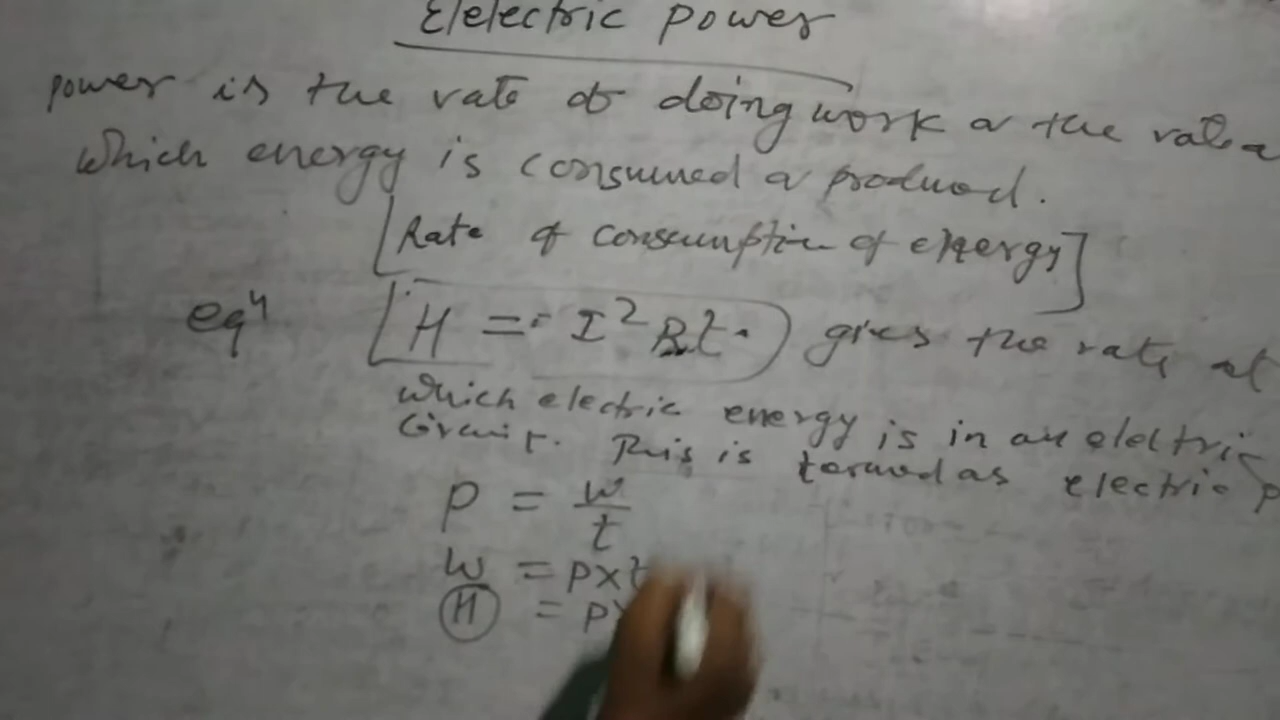 Elelectric power
power is the rate of doing work or the rate a
which energy is consumed or produced.
[Rate of consumption of energy]
eqn [H = I²Rt.) gives the rate at
which electric energy is in an electric
Circuit. This is termed as electric p
P = w/t
W = P×t
H = P×